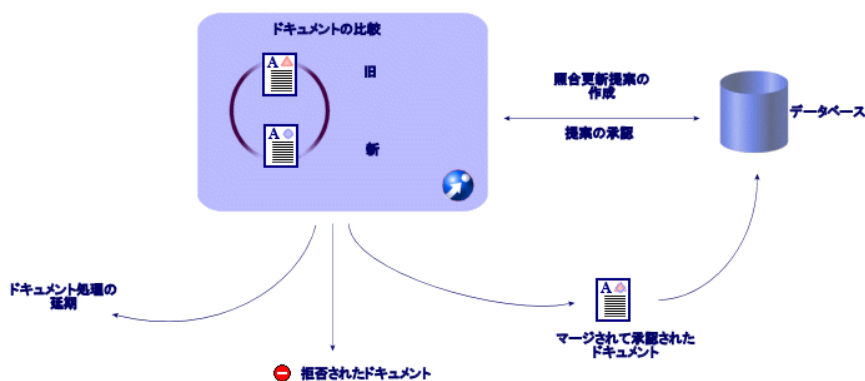 ドキュメントの比較
A
旧
A
新
照合更新提案の
作成
提案の承認
データベース
ドキュメント処理の
延期
A
マージされて承認された
ドキュメント
拒否されたドキュメント